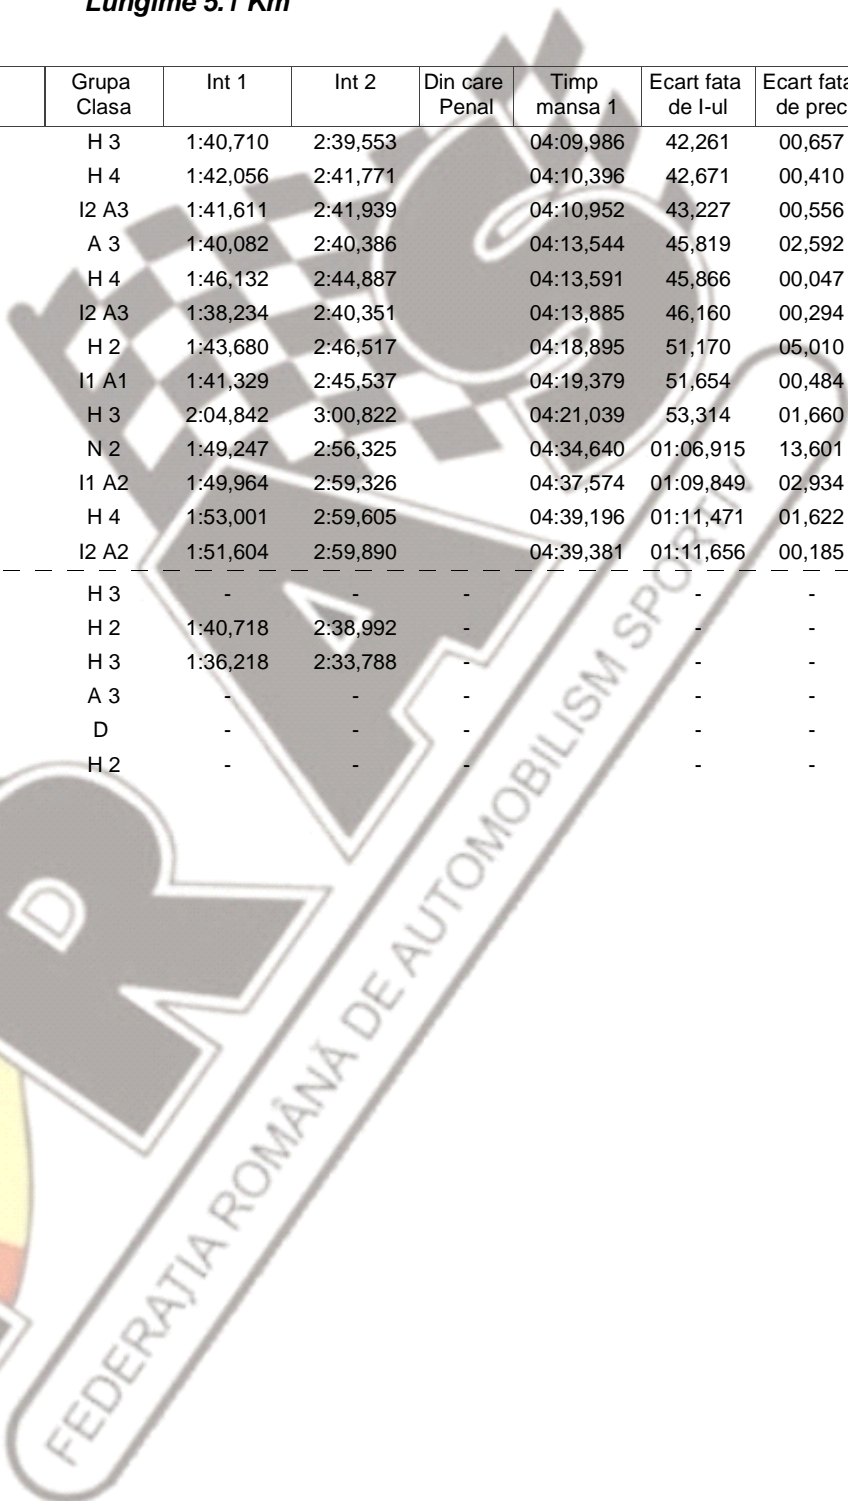 Lungime 5.1 Km
Grupa Clasa Int 1 Int 2 Din care Penal Timp mansa 1 Ecart fata de I-ul Ecart fata de prec
H 3 1:40,710 2:39,553 04:09,986 42,261 00,657
H 4 1:42,056 2:41,771 04:10,396 42,671 00,410
I2 A3 1:41,611 2:41,939 04:10,952 43,227 00,556
A 3 1:40,082 2:40,386 04:13,544 45,819 02,592
H 4 1:46,132 2:44,887 04:13,591 45,866 00,047
I2 A3 1:38,234 2:40,351 04:13,885 46,160 00,294
H 2 1:43,680 2:46,517 04:18,895 51,170 05,010
I1 A1 1:41,329 2:45,537 04:19,379 51,654 00,484
H 3 2:04,842 3:00,822 04:21,039 53,314 01,660
N 2 1:49,247 2:56,325 04:34,640 01:06,915 13,601
I1 A2 1:49,964 2:59,326 04:37,574 01:09,849 02,934
H 4 1:53,001 2:59,605 04:39,196 01:11,471 01,622
I2 A2 1:51,604 2:59,890 04:39,381 01:11,656 00,185
H 3 - - - - -
H 2 1:40,718 2:38,992 - - -
H 3 1:36,218 2:33,788 - - -
A 3 - - - - -
D - - - - -
H 2 - - - - -
R A S
FEDERAȚIA ROMÂNĂ DE AUTOMOBILISM SPORTIV